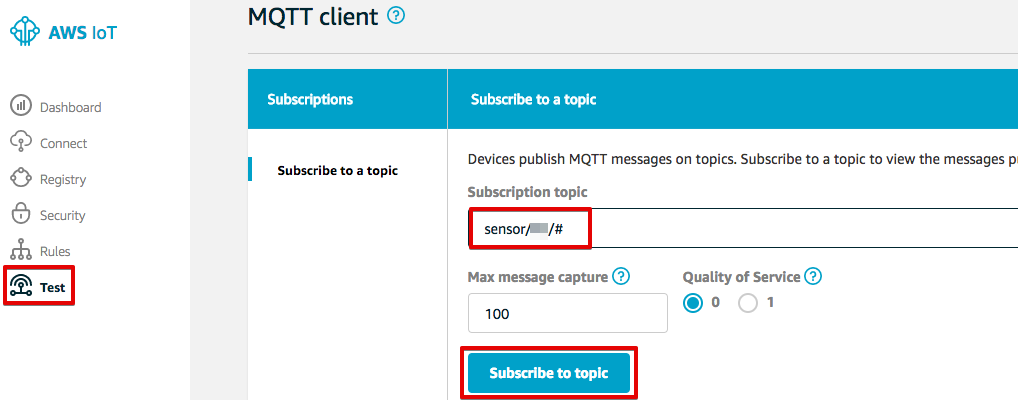 MQTT client ?
AWS IoT
Dashboard
Connect
Registry
Security
Rules
Test
Subscriptions
Subscribe to a topic
Subscribe to a topic
Devices publish MQTT messages on topics. Subscribe to a topic to view the messages
Subscription topic
sensor/ /#
Max message capture ?
100
Quality of Service ?
0 1
Subscribe to topic